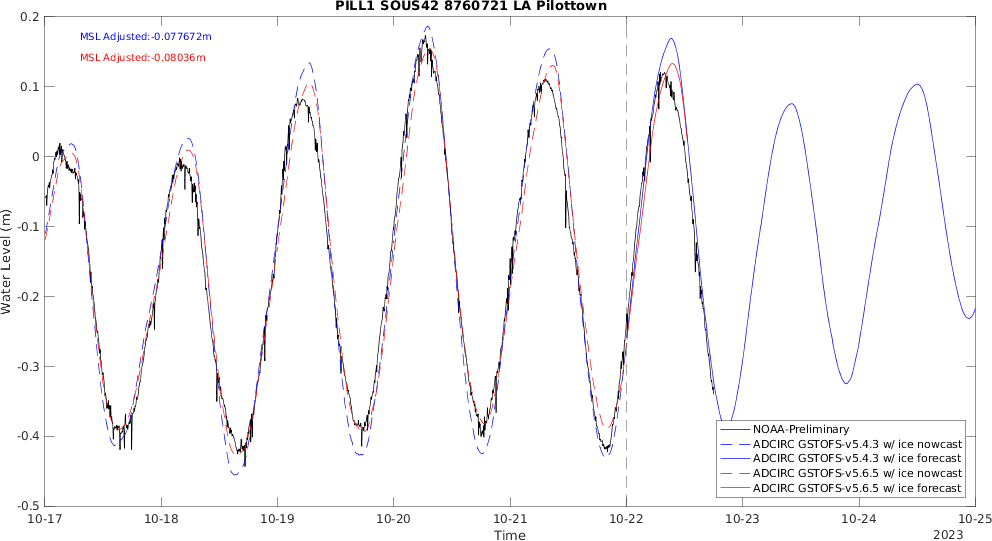 PILL1 SOUS42 8760721 LA Pilottown
MSL Adjusted:-0.077672m
MSL Adjusted:-0.08036m
Water Level (m)
0.2
0.1
0
-0.1
-0.2
-0.3
-0.4
-0.5
NOAA-Preliminary
ADCIRC GSTOFS-v5.4.3 w/ ice nowcast
ADCIRC GSTOFS-v5.4.3 w/ ice forecast
ADCIRC GSTOFS-v5.6.5 w/ ice nowcast
ADCIRC GSTOFS-v5.6.5 w/ ice forecast
10-17 10-18 10-19 10-20 10-21 10-22 10-23 10-24 10-25
Time
2023